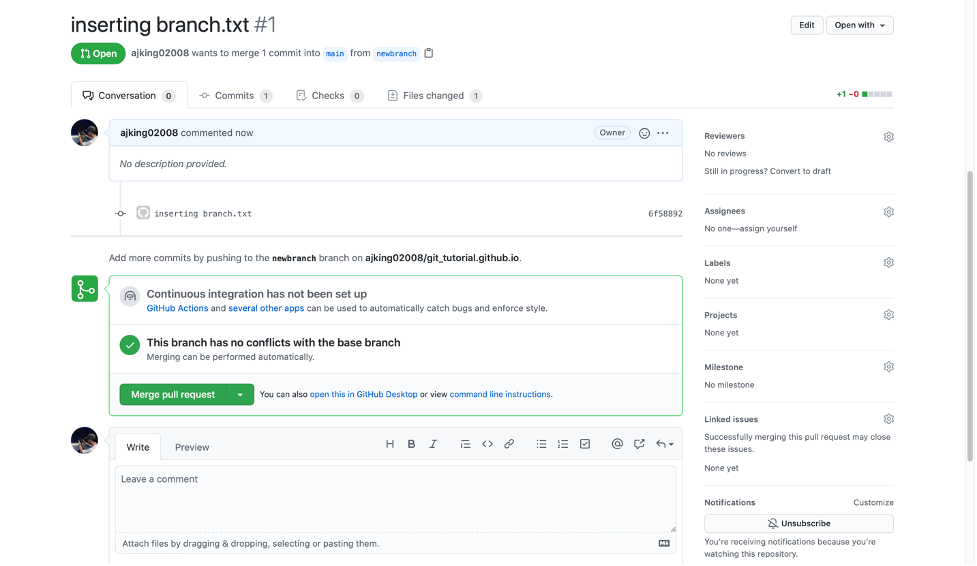 inserting branch.txt #1
Edit
Open with
Open
ajking02008 wants to merge 1 commit into main from newbranch
Conversation 0
Commits 1
Checks 0
Files changed 1
+1 −0
ajking02008 commented now
Owner
No description provided.
inserting branch.txt
6f58892
Add more commits by pushing to the newbranch branch on ajking02008/git_tutorial.github.io.
Continuous integration has not been set up
GitHub Actions and several other apps can be used to automatically catch bugs and enforce style.
This branch has no conflicts with the base branch
Merging can be performed automatically.
Merge pull request
You can also open this in GitHub Desktop or view command line instructions.
Write
Preview
Leave a comment
Attach files by dragging & dropping, selecting or pasting them.
Reviewers
No reviews
Still in progress? Convert to draft
Assignees
No one—assign yourself
Labels
None yet
Projects
None yet
Milestone
No milestone
Linked issues
Successfully merging this pull request may close
these issues.
None yet
Notifications
Customize
Unsubscribe
You're receiving notifications because you're
watching this repository.